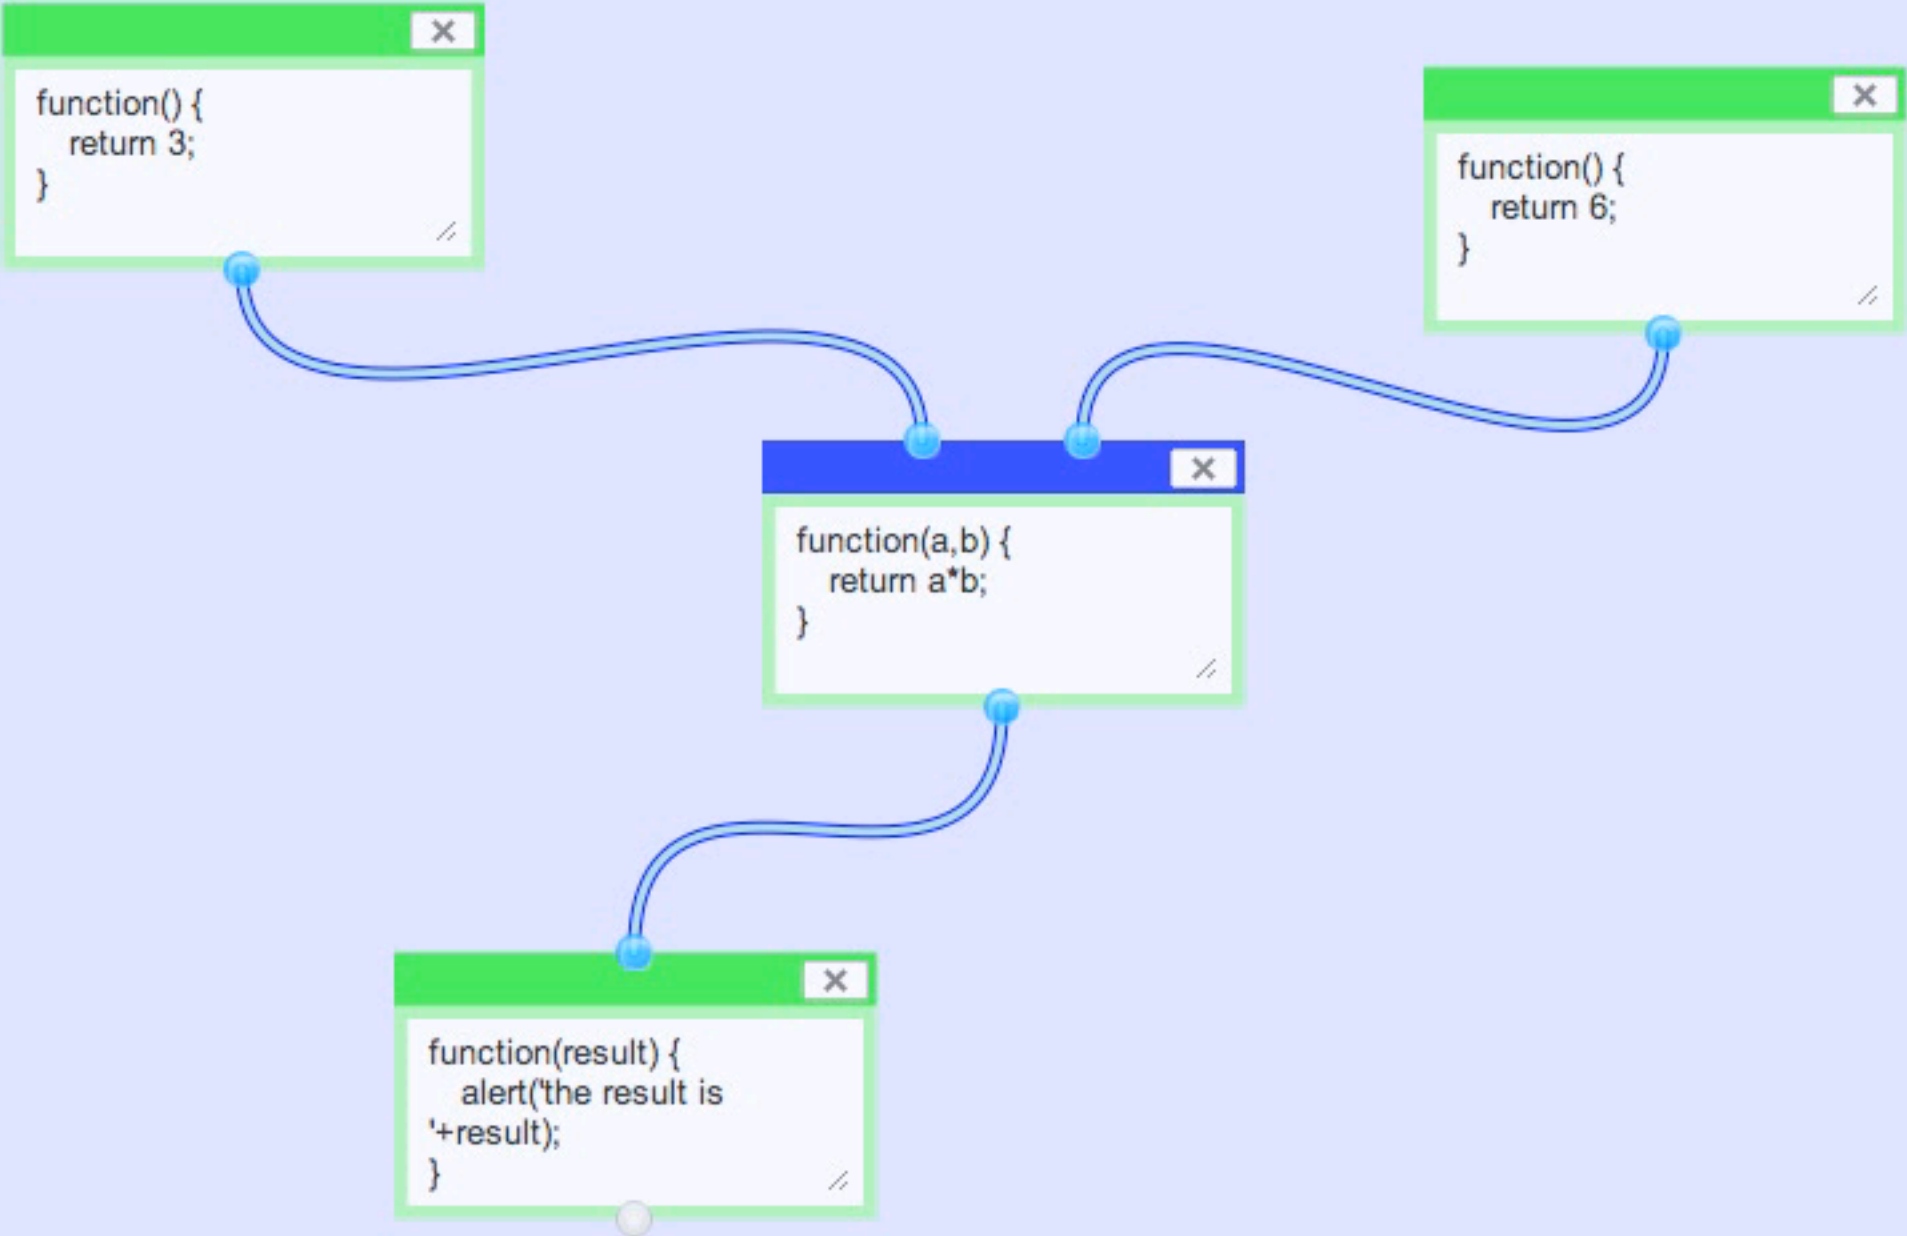 function() {
return 3;
}
function() {
return 6;
}
function(a,b) {
return a*b;
}
function(result) {
alert('the result is
'+result);
}